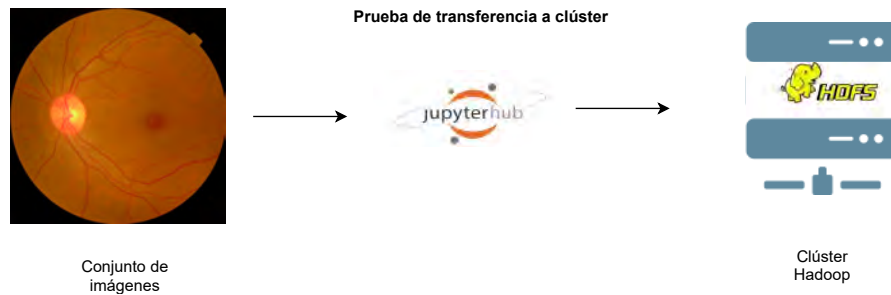 Prueba de transferencia a clúster
jupyterhub
HDFS
Conjunto de
imágenes
Clúster
Hadoop